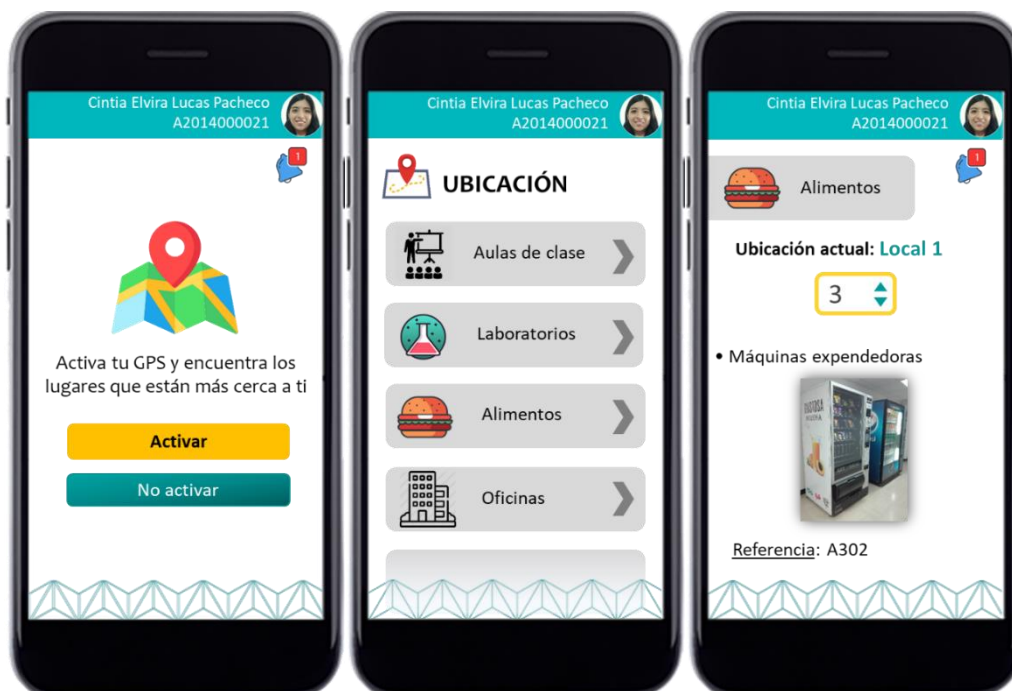 Cintia Elvira Lucas Pacheco
A2014000021
1
Activa tu GPS y encuentra los
lugares que están más cerca a ti
Activar
No activar
Cintia Elvira Lucas Pacheco
A2014000021
UBICACIÓN
Aulas de clase
Laboratorios
Alimentos
Oficinas
Cintia Elvira Lucas Pacheco
A2014000021
1
Alimentos
Ubicación actual: Local 1
3
• Máquinas expendedoras
Referencia: A302